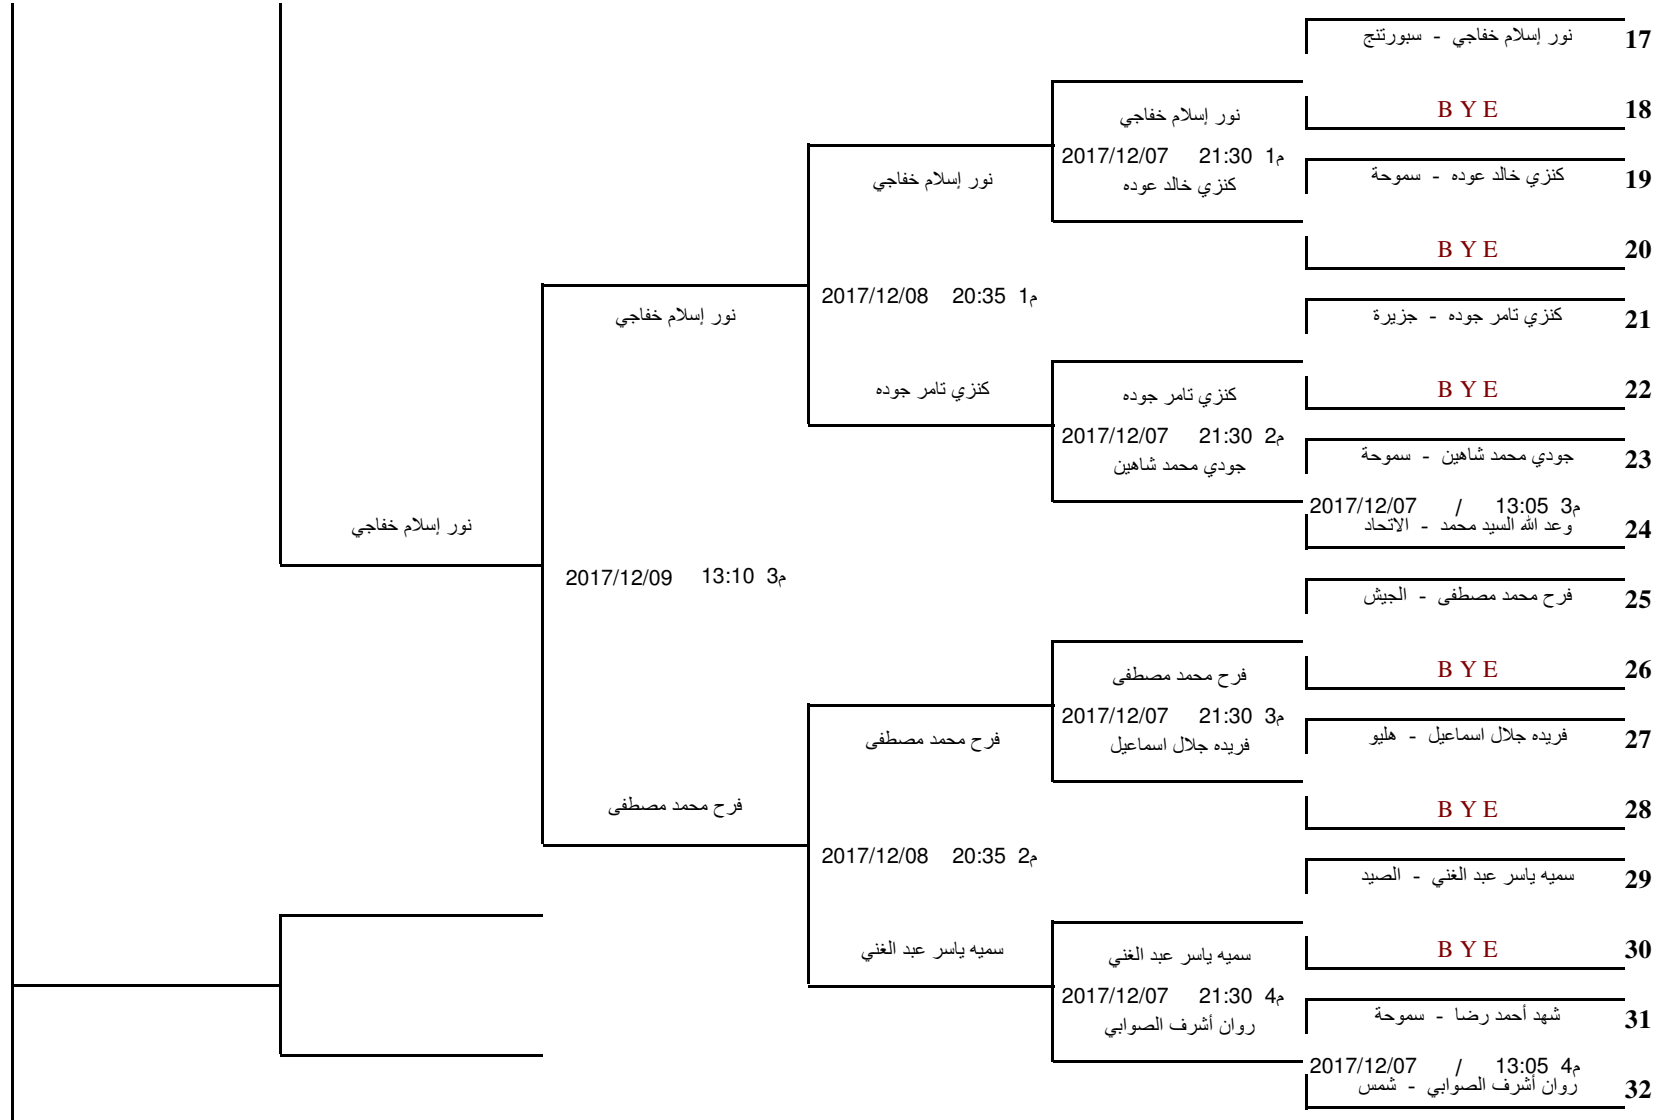 17 نور إسلام خفاجي - سبورتنج
18 B Y E
نور إسلام خفاجي
2017/12/07 21:30 م1
كنزي خالد عوده
19 كنزي خالد عوده - سموحة
نور إسلام خفاجي
20 B Y E
2017/12/08 20:35 م1
21 كنزي تامر جوده - جزيرة
نور إسلام خفاجي
22 B Y E
كنزي تامر جوده
كنزي تامر جوده
2017/12/07 21:30 م2
جودي محمد شاهين
23 جودي محمد شاهين - سموحة
2017/12/07 / 13:05 م3
24 وعد الله السيد محمد - الاتحاد
نور إسلام خفاجي
2017/12/09 13:10 م3
25 فرح محمد مصطفى - الجيش
26 B Y E
فرح محمد مصطفى
2017/12/07 21:30 م3
فريده جلال اسماعيل
27 فريده جلال اسماعيل - هليو
فرح محمد مصطفى
28 B Y E
فرح محمد مصطفى
2017/12/08 20:35 م2
29 سميه ياسر عبد الغني - الصيد
30 B Y E
سميه ياسر عبد الغني
سميه ياسر عبد الغني
2017/12/07 21:30 م4
روان أشرف الصوابي
31 شهد أحمد رضا - سموحة
2017/12/07 / 13:05 م4
32 روان أشرف الصوابي - شمس